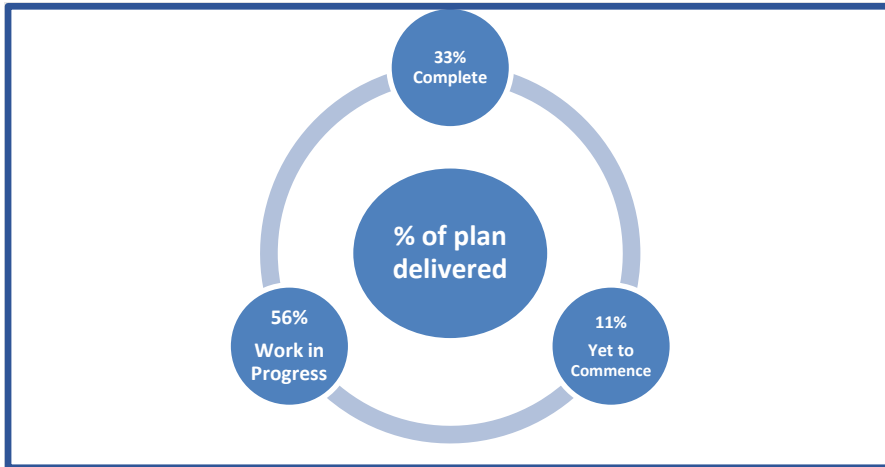 33%
Complete
% of plan
delivered
56%
Work in
Progress
11%
Yet to
Commence